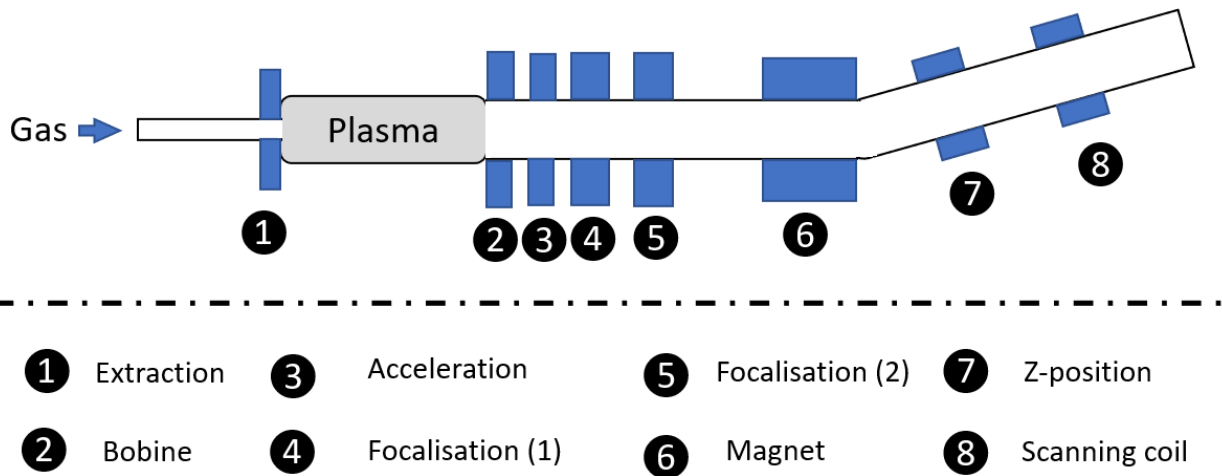 Gas
Plasma
1
2
3
4
5
6
7
8
1 Extraction 3 Acceleration 5 Focalisation (2) 7 Z-position
2 Bobine 4 Focalisation (1) 6 Magnet 8 Scanning coil